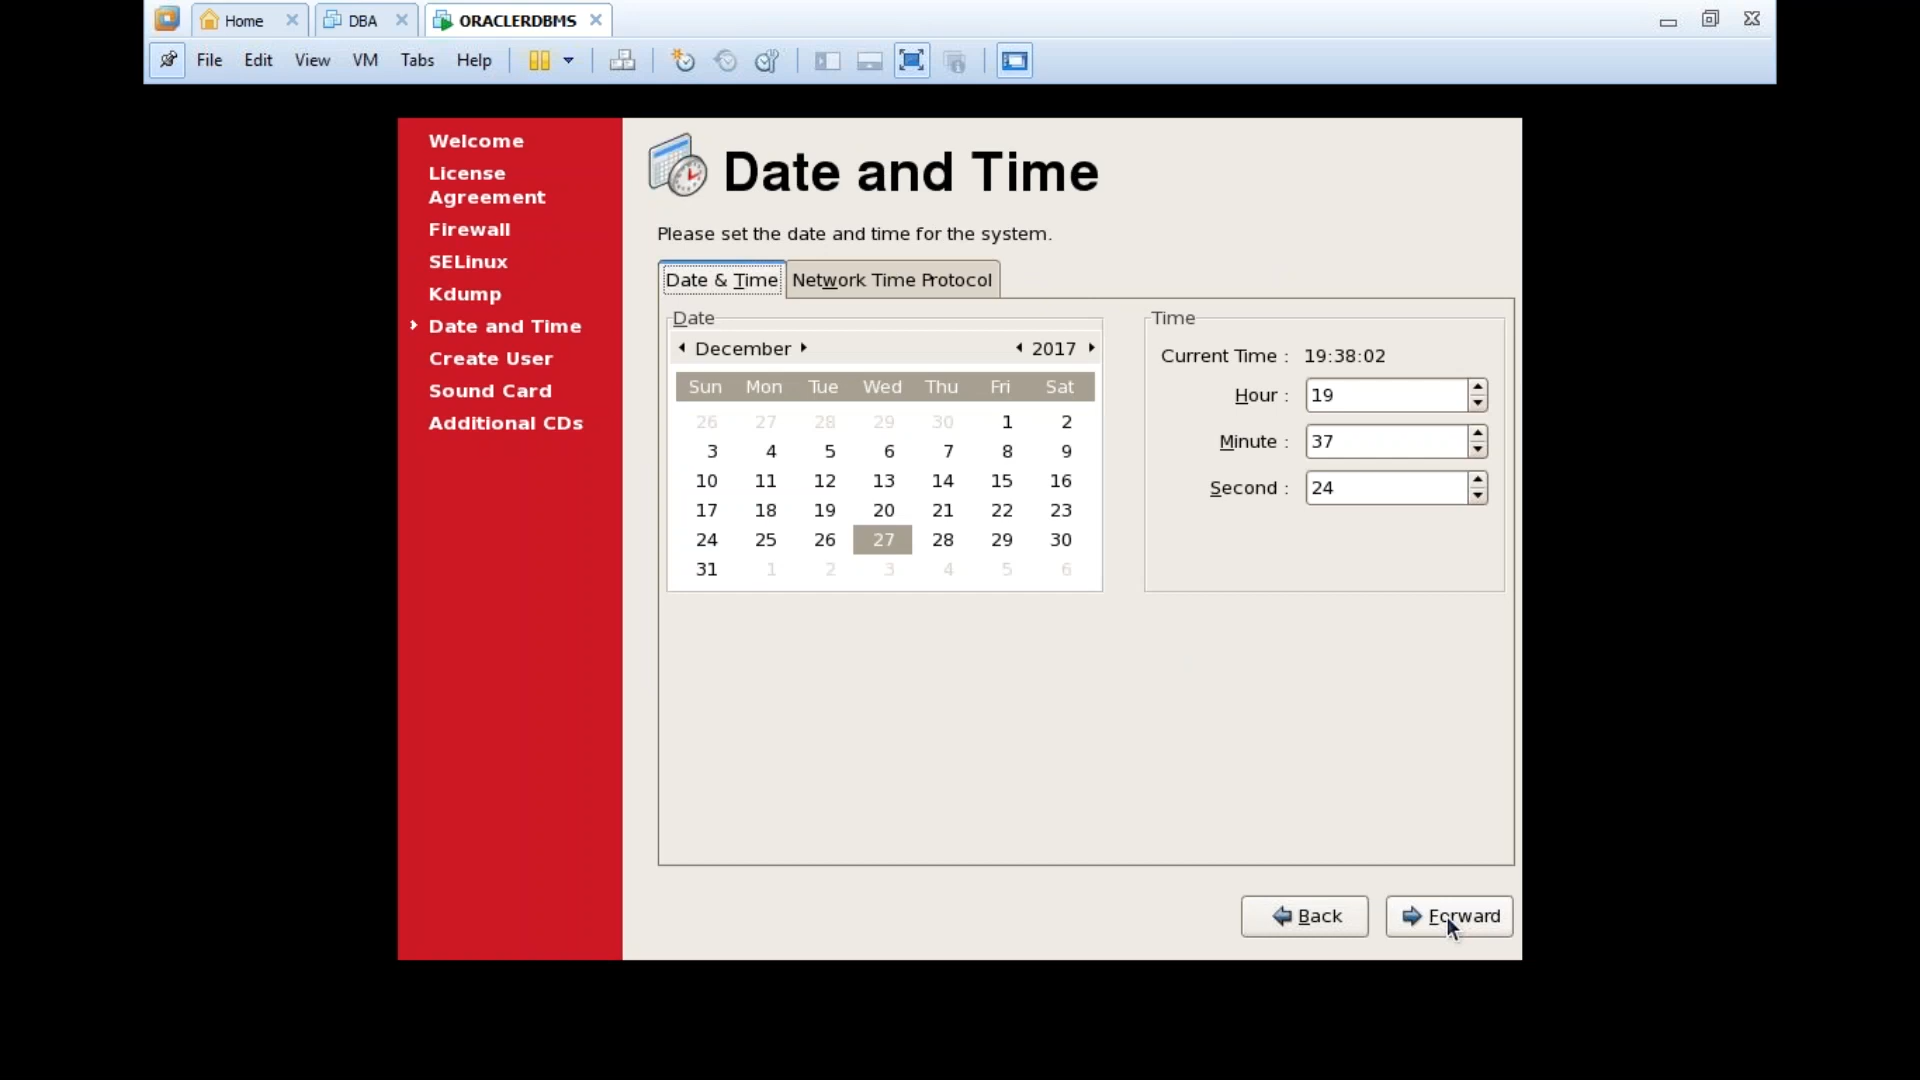 Home
DBA
ORACLERDBMS
File Edit View VM Tabs Help
Welcome
License
Agreement
Firewall
SELinux
Kdump
Date and Time
Create User
Sound Card
Additional CDs
Date and Time
Please set the date and time for the system.
Date & Time
Network Time Protocol
Date
December 2017
Sun Mon Tue Wed Thu Fri Sat
26 27 28 29 30 1 2
3 4 5 6 7 8 9
10 11 12 13 14 15 16
17 18 19 20 21 22 23
24 25 26 27 28 29 30
31 1 2 3 4 5 6
Time
Current Time : 19:38:02
Hour : 19
Minute : 37
Second : 24
Back
Forward